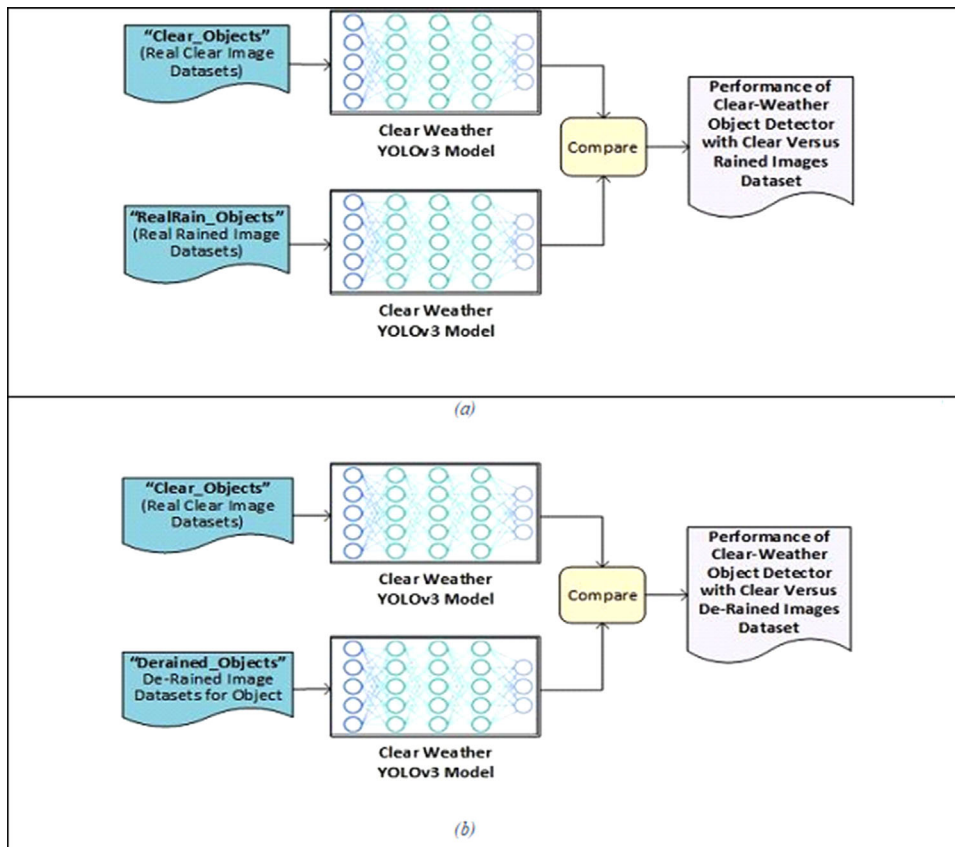 “Clear_Objects”
(Real Clear Image
Datasets)
Clear Weather
YOLOv3 Model
“RealRain_Objects”
(Real Rained Image
Datasets)
Clear Weather
YOLOv3 Model
Compare
Performance of
Clear-Weather
Object Detector
with Clear Versus
Rained Images
Dataset
(a)
“Clear_Objects”
(Real Clear Image
Datasets)
Clear Weather
YOLOv3 Model
“Derained_Objects”
De-Rained Image
Datasets for Object
Clear Weather
YOLOv3 Model
Compare
Performance of
Clear-Weather
Object Detector
with Clear Versus
De-Rained Images
Dataset
(b)